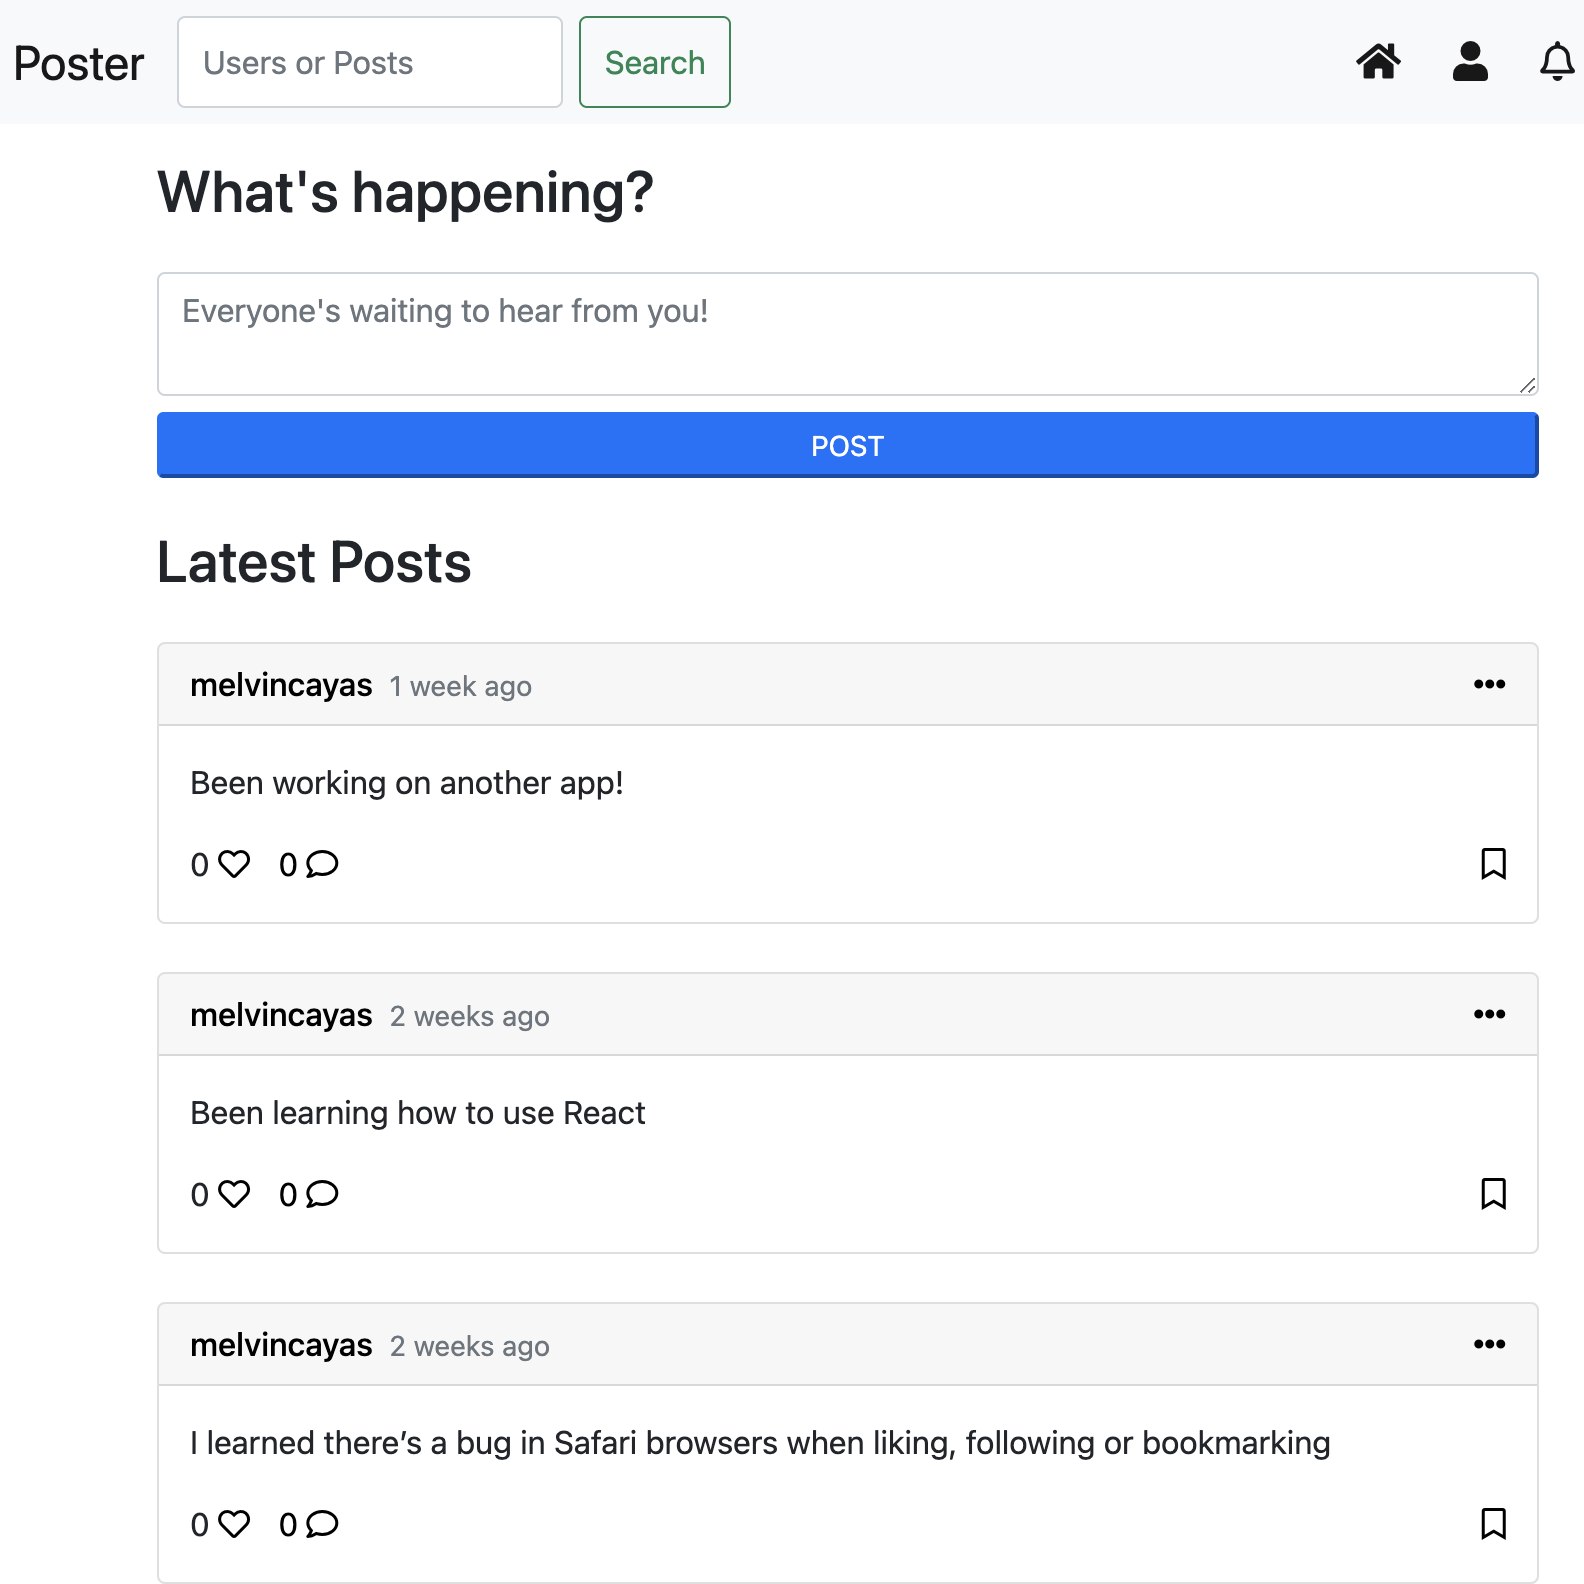 Poster Users or Posts Search
What's happening?
Everyone's waiting to hear from you!
POST
Latest Posts
melvincayas 1 week ago
Been working on another app!
0 0
melvincayas 2 weeks ago
Been learning how to use React
0 0
melvincayas 2 weeks ago
I learned there’s a bug in Safari browsers when liking, following or bookmarking
0 0